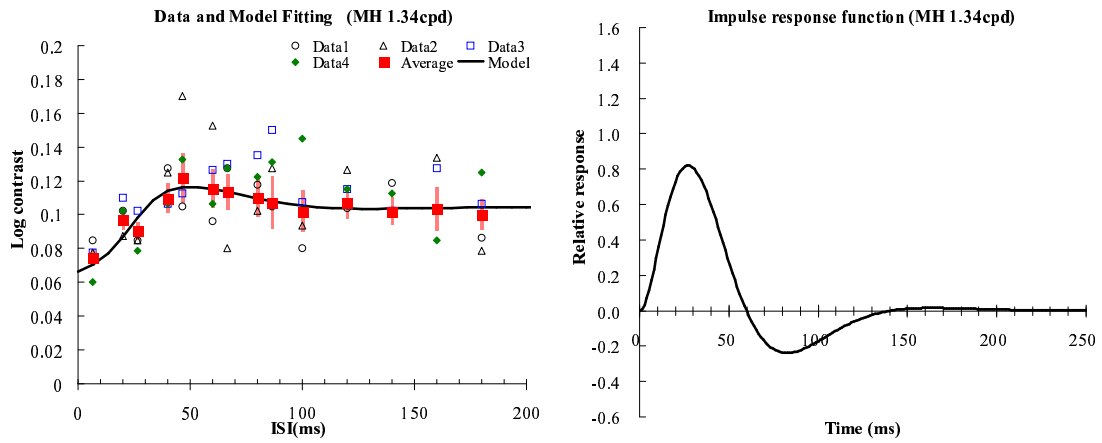 Data and Model Fitting (MH 1.34cpd)
Data1 Data2 Data3
Data4 Average Model
0.2
0.18
0.16
0.14
0.12
0.1
0.08
0.06
0.04
0.02
0
Log contrast
0 50 100 150 200
ISI(ms)
Impulse response function (MH 1.34cpd)
1.6
1.4
1.2
1.0
0.8
0.6
0.4
0.2
0.0
-0.2
-0.4
-0.6
Relative response
0 50 100 150 200 250
Time (ms)